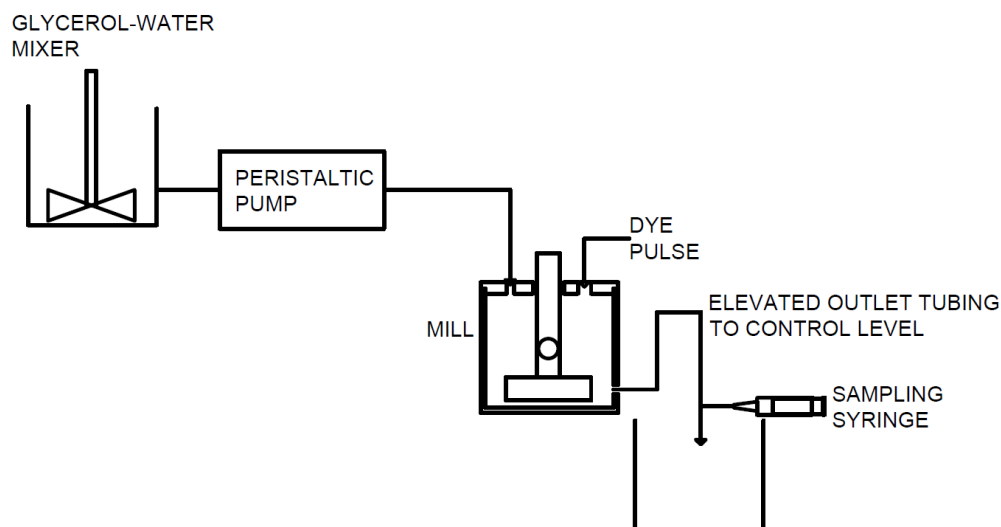 GLYCEROL-WATER
MIXER
PERISTALTIC
PUMP
DYE
PULSE
MILL
ELEVATED OUTLET TUBING
TO CONTROL LEVEL
SAMPLING
SYRINGE